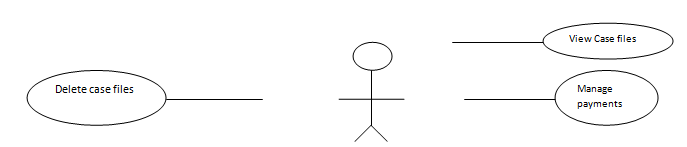 View Case files
Delete case files
Manage
payments